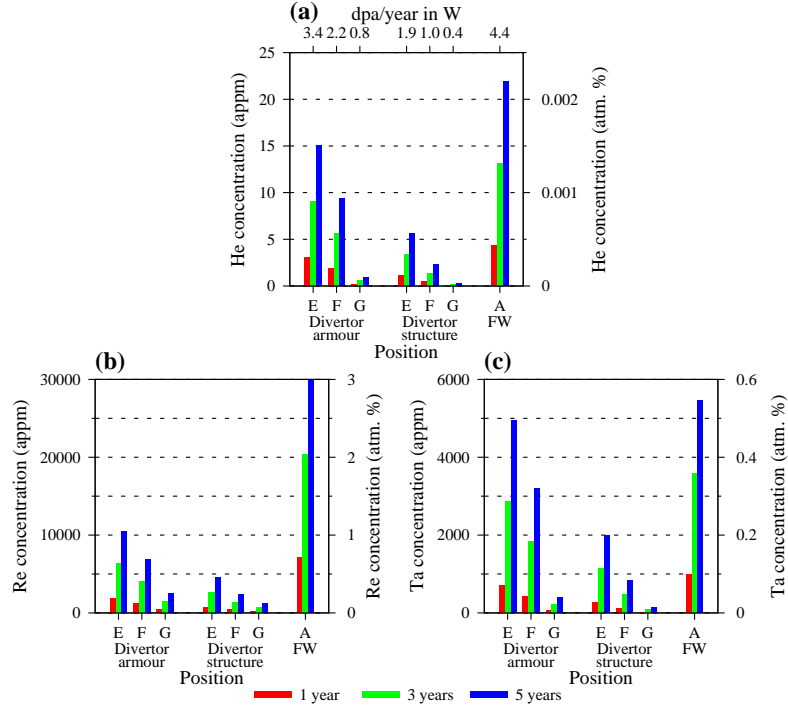 (a)
dpa/year in W
3.4 2.2 0.8 1.9 1.0 0.4 4.4
He concentration (appm)
25
20
15
10
5
0
He concentration (atm. %)
0.002
0.001
0.000
E F G E F G A
Divertor armour
Divertor structure
FW
Position
(b)
Re concentration (appm)
30000
20000
10000
0
Re concentration (atm. %)
3
2
1
0
E F G E F G A
Divertor armour
Divertor structure
FW
Position
(c)
Ta concentration (appm)
6000
4000
2000
0
Ta concentration (atm. %)
0.6
0.4
0.2
0.0
E F G E F G A
Divertor armour
Divertor structure
FW
Position
1 year 3 years 5 years